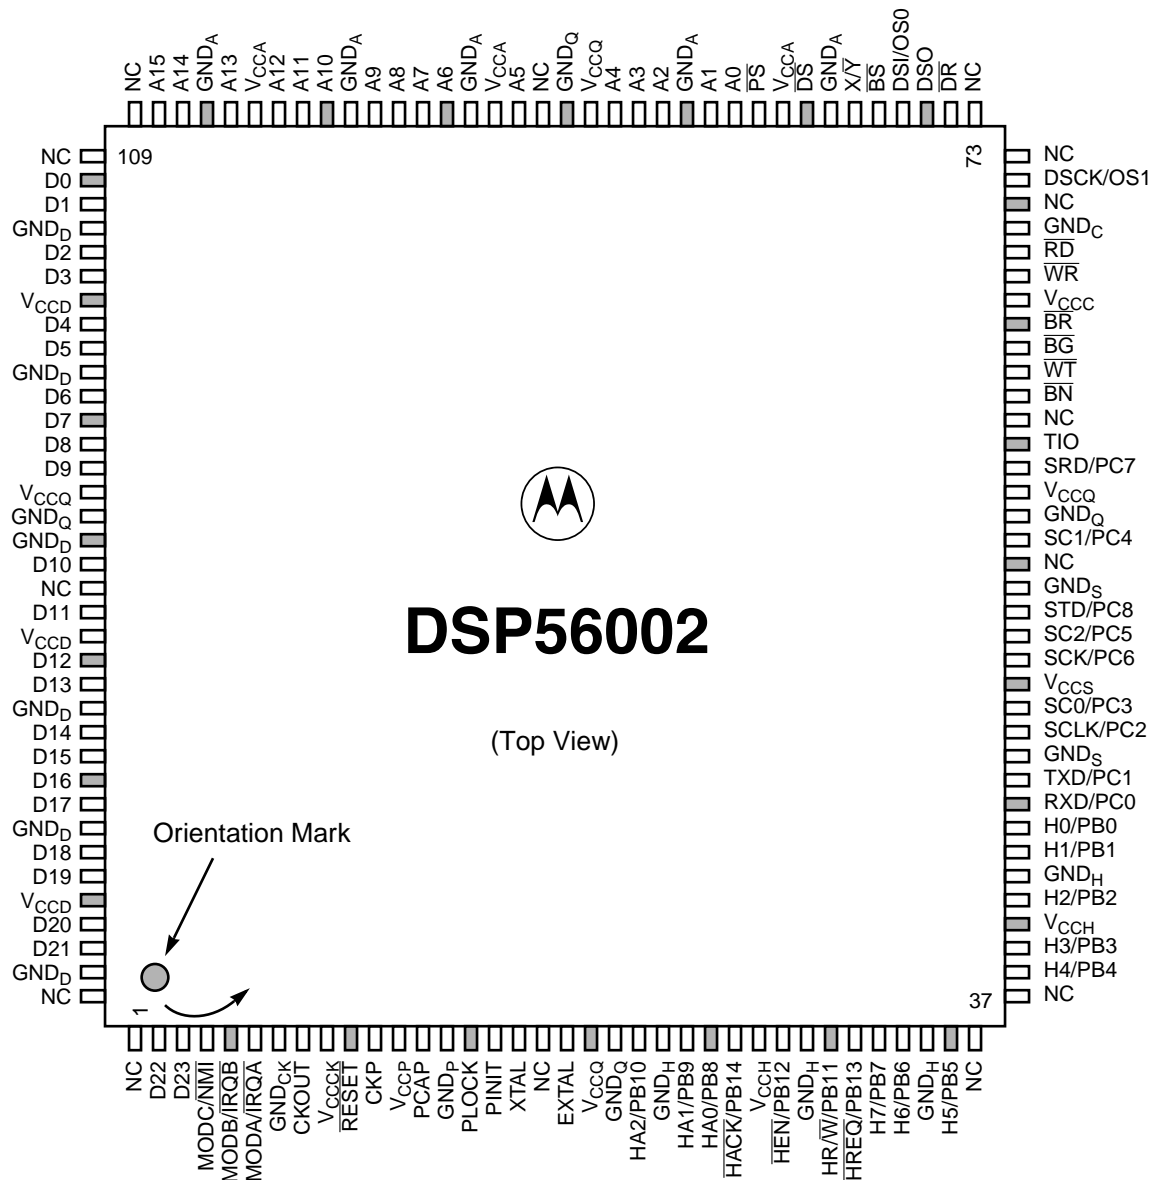 NC
A15
A14
GNDA
A13
VCCA
A12
A11
A10
GNDA
A9
A8
A7
A6
GNDA
VCCA
A5
NC
GNDQ
VCCQ
A4
A3
A2
GNDA
A1
A0
PS
VCCA
DS
GNDA
X/Y
BS
DSI/OS0
DSO
DR
NC
NC
D0
D1
GNDD
D2
D3
VCCD
D4
D5
GNDD
D6
D7
D8
D9
VCCQ
GNDQ
GNDD
D10
NC
D11
VCCD
D12
D13
GNDD
D14
D15
D16
D17
GNDD
D18
D19
VCCD
D20
D21
GNDD
NC
109
73
DSP56002
(Top View)
Orientation Mark
1
37
NC
DSCK/OS1
NC
GNDC
RD
WR
VCCC
BR
BG
WT
BN
NC
TIO
SRD/PC7
VCCQ
GNDQ
SC1/PC4
NC
GNDS
STD/PC8
SC2/PC5
SCK/PC6
VCCS
SC0/PC3
SCLK/PC2
GNDS
TXD/PC1
RXD/PC0
H0/PB0
H1/PB1
GNDH
H2/PB2
VCCH
H3/PB3
H4/PB4
NC
NC
D22
D23
MODC/NMI
MODB/IRQB
MODA/IRQA
GNDCK
CKOUT
VCCCK
RESET
CKP
VCCP
PCAP
GNDP
PLOCK
PINIT
XTAL
NC
EXTAL
VCCQ
GNDQ
HA2/PB10
GNDH
HA1/PB9
HA0/PB8
HACK/PB14
VCCH
HEN/PB12
GNDH
HR/W/PB11
HREQ/PB13
H7/PB7
H6/PB6
GNDH
H5/PB5
NC